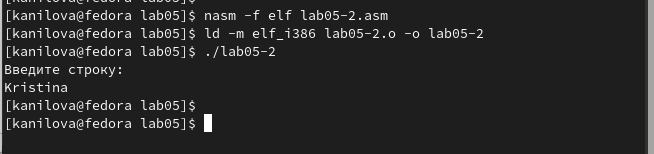 [kanilova@fedora lab05]$ nasm -f elf lab05-2.asm
[kanilova@fedora lab05]$ ld -m elf_i386 lab05-2.o -o lab05-2
[kanilova@fedora lab05]$ ./lab05-2
Введите строку:
Kristina
[kanilova@fedora lab05]$
[kanilova@fedora lab05]$